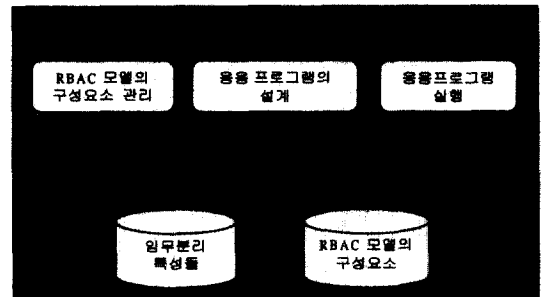 RBAC 모델의
구성요소 관리
응용 프로그램의
설계
응용프로그램
실행
임무분리
특성들
RBAC 모델의
구성요소